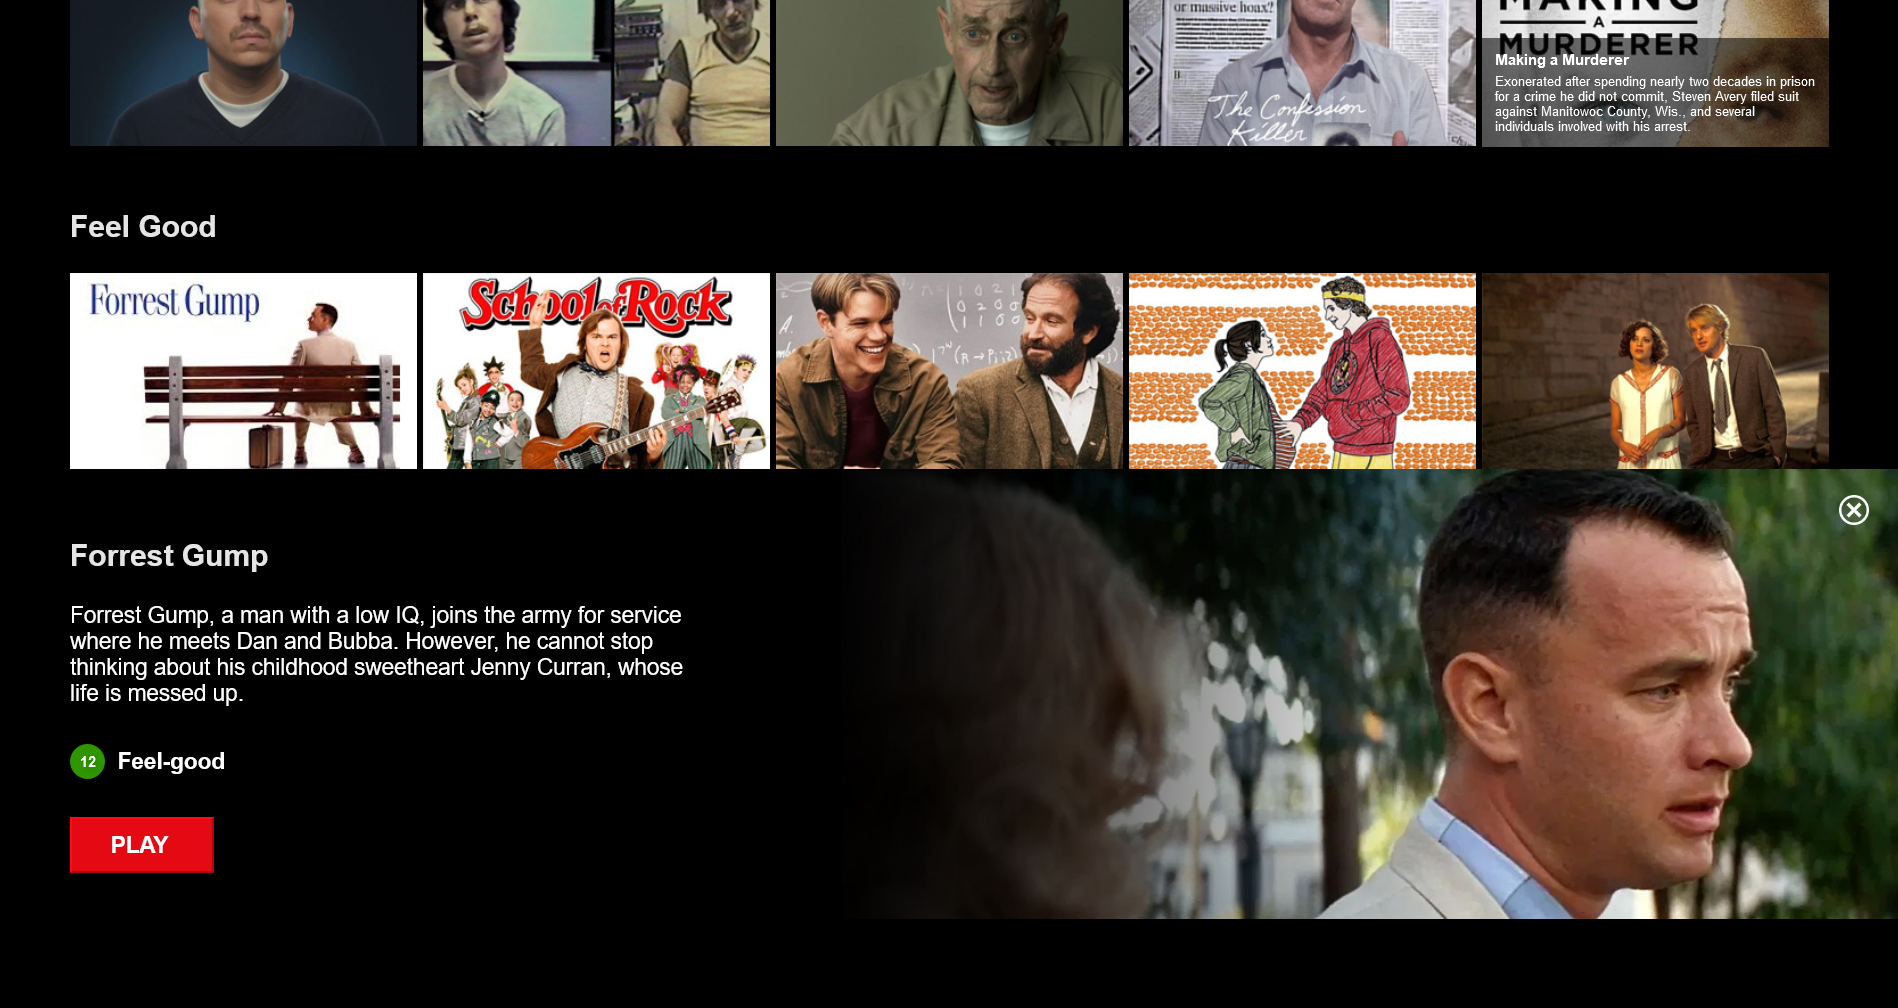 or massive hoax?
The Confession
Killer
MAKING
A
MURDERER
Making a Murderer
Exonerated after spending nearly two decades in prison
for a crime he did not commit, Steven Avery filed suit
against Manitowoc County, Wis., and several
individuals involved with his arrest.
Feel Good
Forrest Gump
School of Rock
Forrest Gump
Forrest Gump, a man with a low IQ, joins the army for service
where he meets Dan and Bubba. However, he cannot stop
thinking about his childhood sweetheart Jenny Curran, whose
life is messed up.
12 Feel-good
PLAY